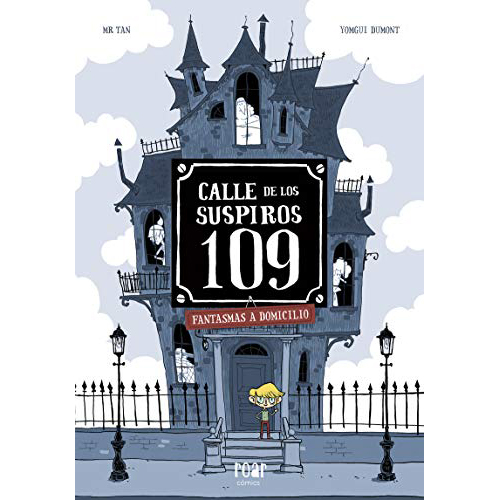 MR TAN
YOMGUI DUMONT
CALLE DE LOS
SUSPIROS
109
FANTASMAS A DOMICILIO
roar
cómics